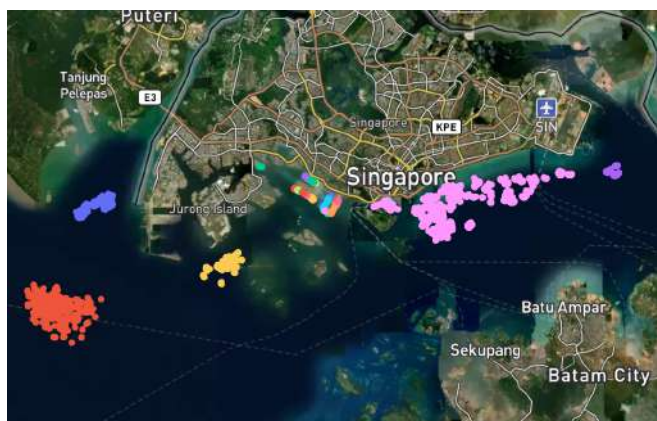 Puteri
Tanjung
Pelepas
E3
Singapore
KPE
SIN
Singapore
Jurong Island
Batu Ampar
Sekupang
Batam City